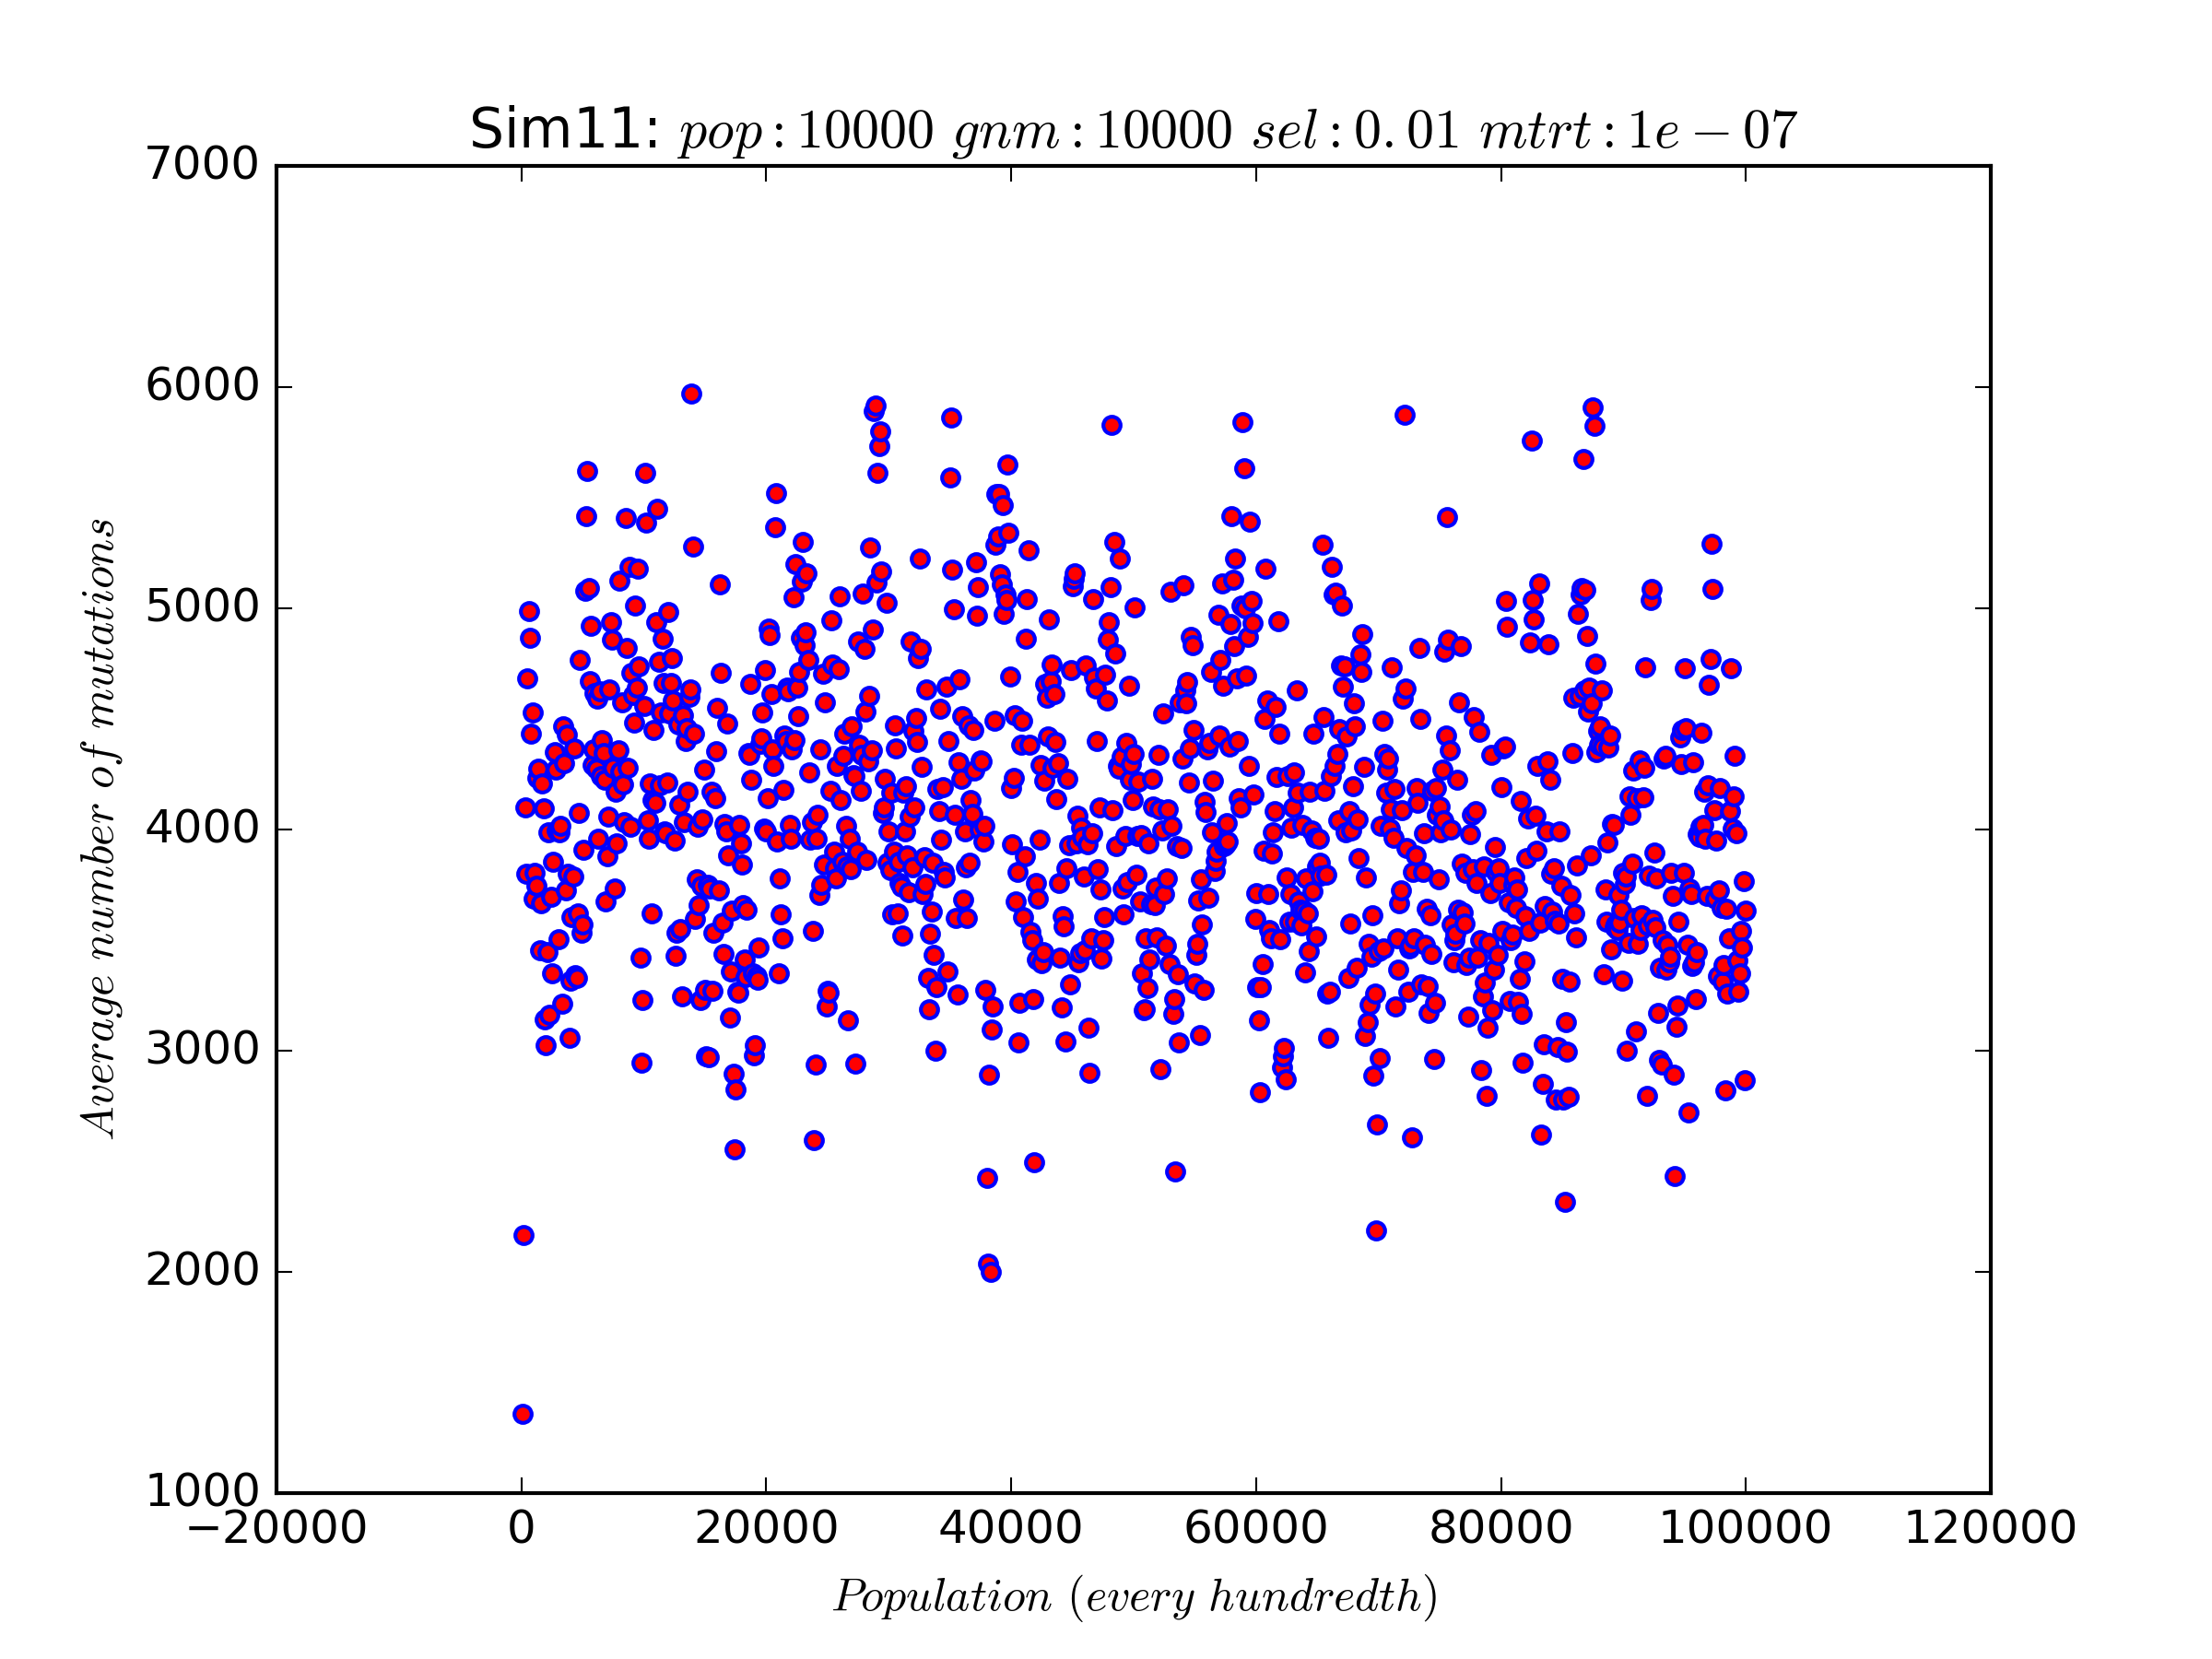 Sim11: pop : 10000 gnm : 10000 sel : 0.01 mtrt : 1e − 07
7000
6000
5000
4000
3000
2000
1000
Average number of mutations
−20000 0 20000 40000 60000 80000 100000 120000
Population (every hundredth)